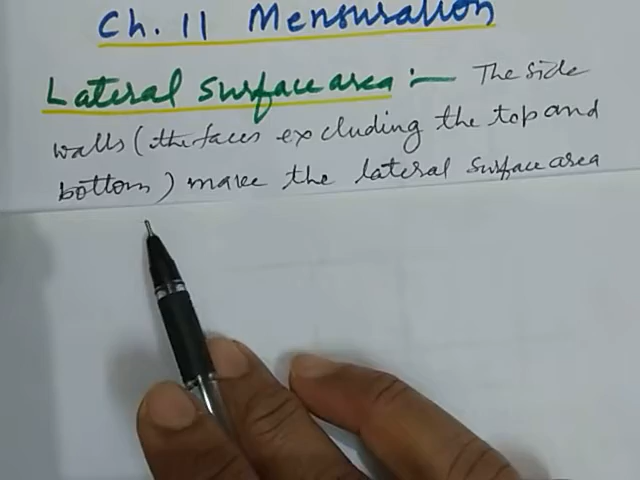 Ch. 11 Mensuration
Lateral surface area :- The side
walls (the faces excluding the top and
bottom) make the lateral surface area